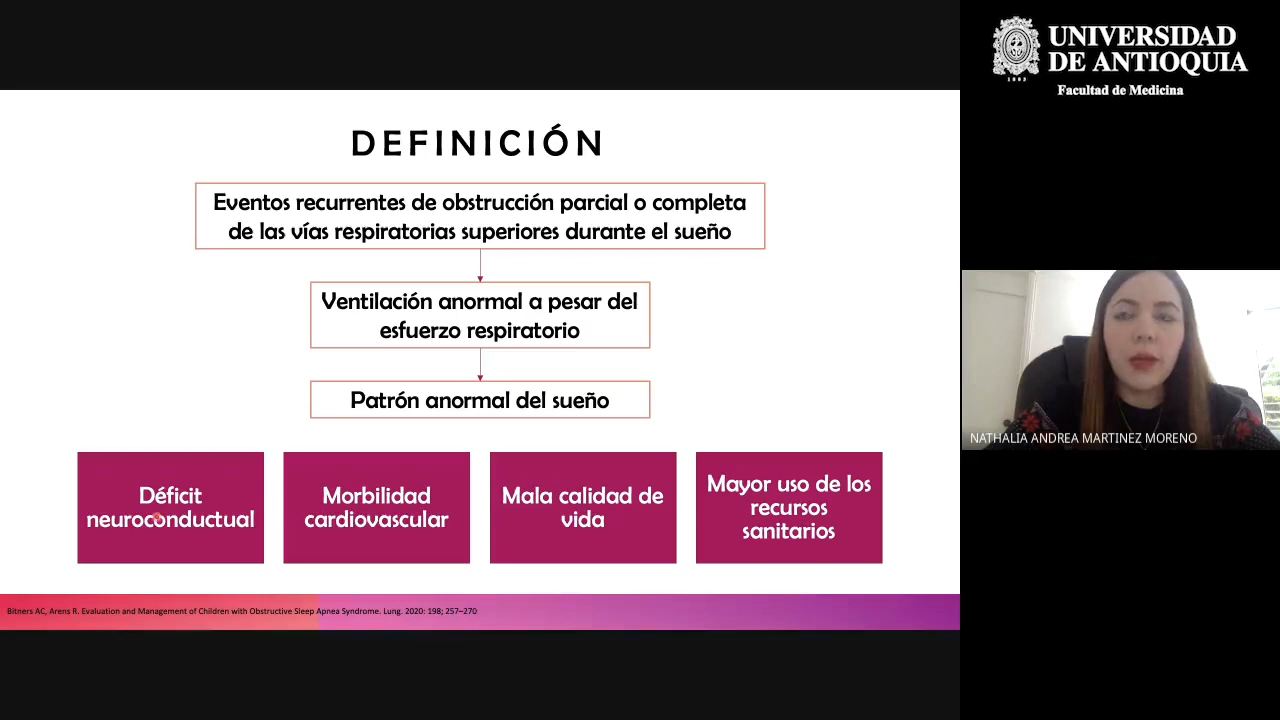 DEFINICIÓN
Eventos recurrentes de obstrucción parcial o completa
de las vías respiratorias superiores durante el sueño
Ventilación anormal a pesar del
esfuerzo respiratorio
Patrón anormal del sueño
Déficit
neuroconductual
Morbilidad
cardiovascular
Mala calidad de
vida
Mayor uso de los
recursos
sanitarios
Bitners AC, Arens R. Evaluation and Management of Children with Obstructive Sleep Apnea Syndrome. Lung. 2020: 198; 257–270
UNIVERSIDAD
DE ANTIOQUIA
1803
Facultad de Medicina
NATHALIA ANDREA MARTINEZ MORENO